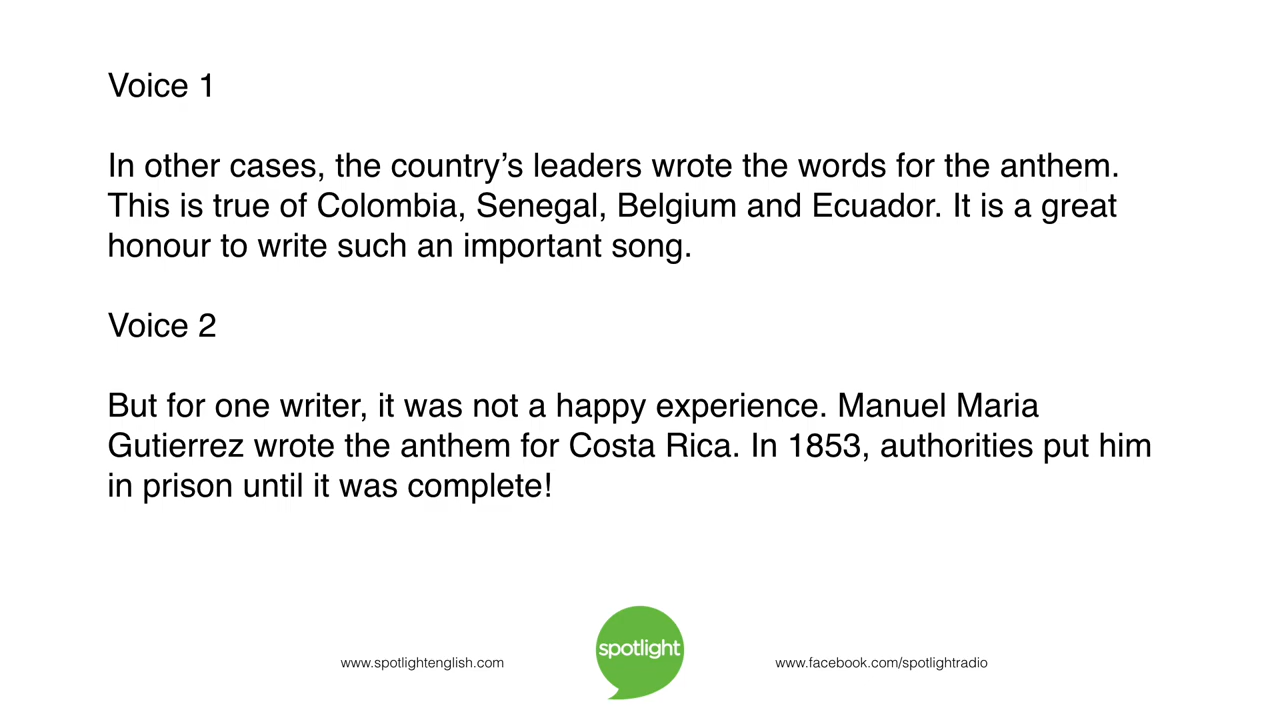 Voice 1
In other cases, the country’s leaders wrote the words for the anthem.
This is true of Colombia, Senegal, Belgium and Ecuador. It is a great
honour to write such an important song.
Voice 2
But for one writer, it was not a happy experience. Manuel Maria
Gutierrez wrote the anthem for Costa Rica. In 1853, authorities put him
in prison until it was complete!
www.spotlightenglish.com
spotlight
www.facebook.com/spotlightradio